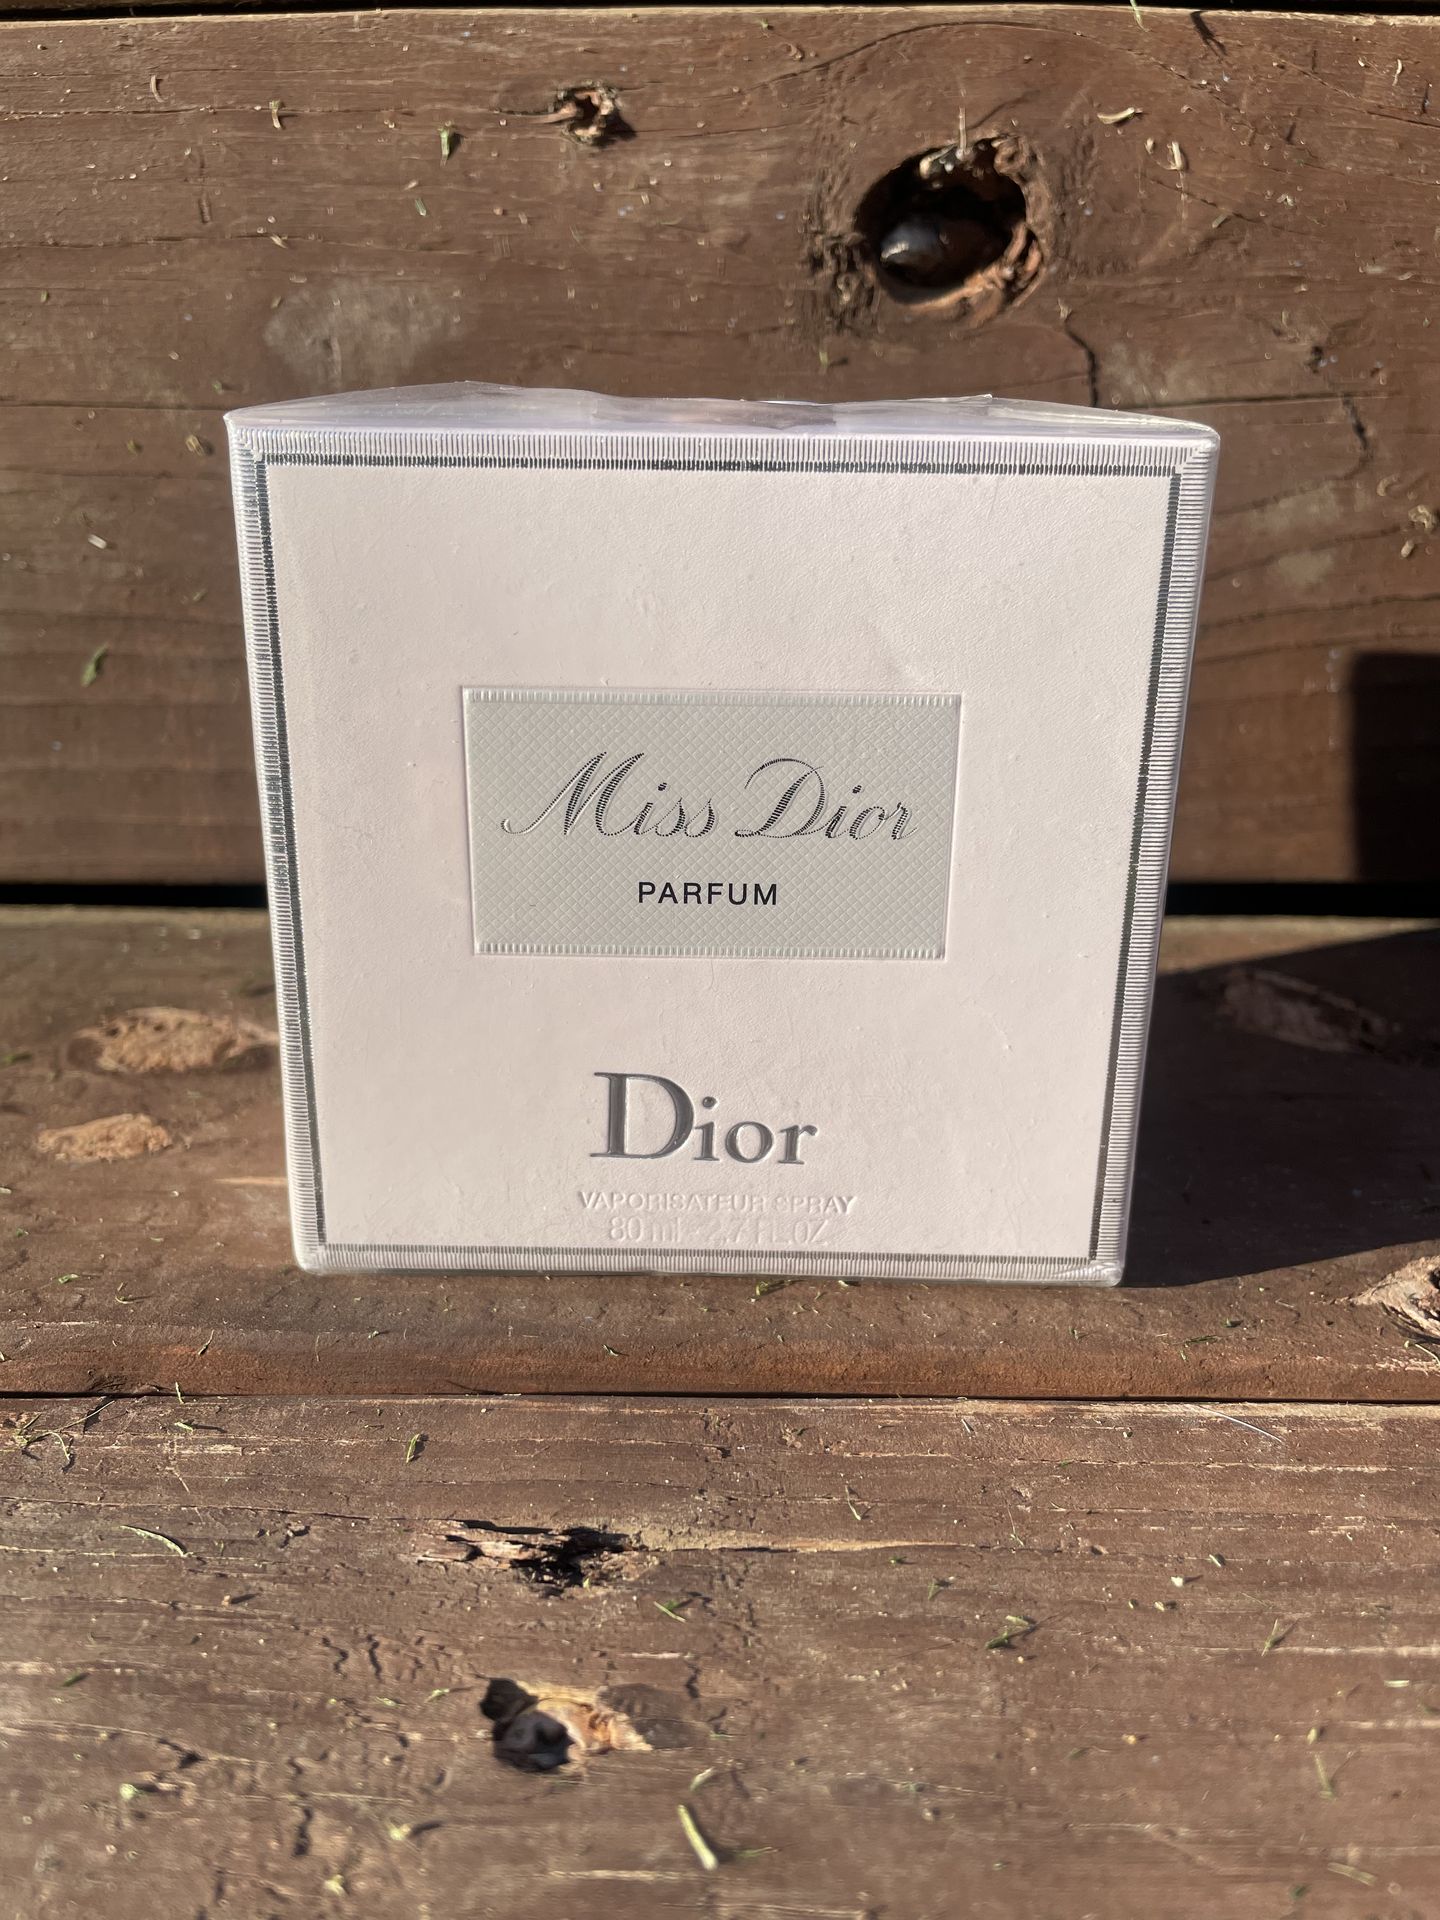 Miss Dior
PARFUM
Dior
VAPORISATEUR SPRAY
80 ml - 2.7 FL.OZ